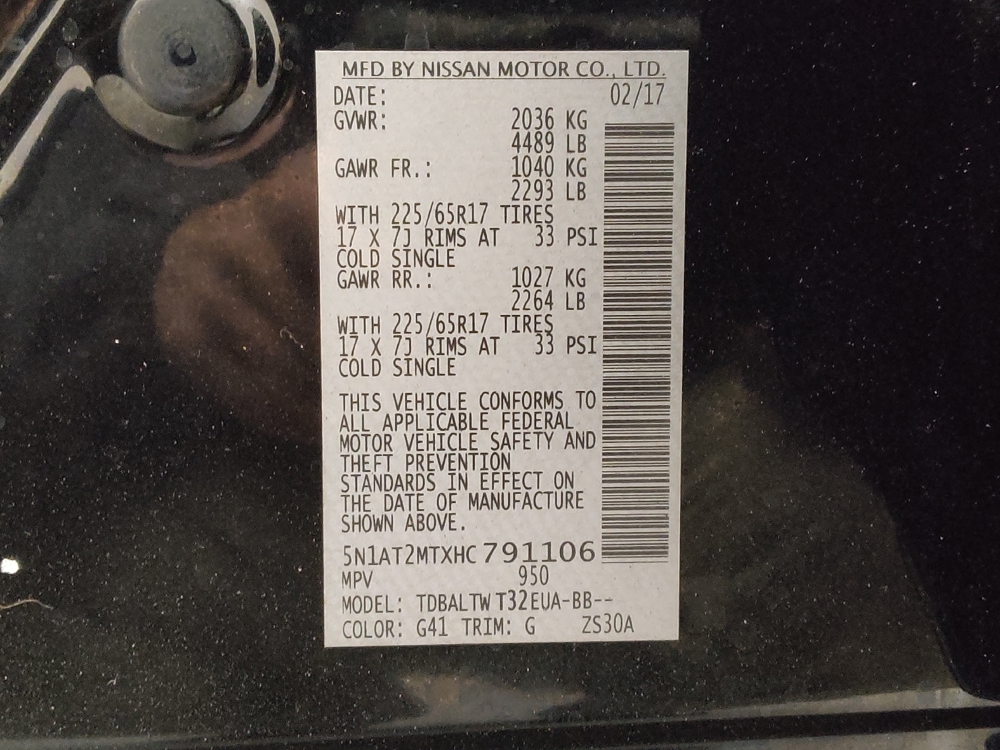 MFD BY NISSAN MOTOR CO., LTD.
DATE: 02/17
GVWR: 2036 KG
4489 LB
GAWR FR.: 1040 KG
2293 LB
WITH 225/65R17 TIRES
17 X 7J RIMS AT 33 PSI
COLD SINGLE
GAWR RR.: 1027 KG
2264 LB
WITH 225/65R17 TIRES
17 X 7J RIMS AT 33 PSI
COLD SINGLE
THIS VEHICLE CONFORMS TO
ALL APPLICABLE FEDERAL
MOTOR VEHICLE SAFETY AND
THEFT PREVENTION
STANDARDS IN EFFECT ON
THE DATE OF MANUFACTURE
SHOWN ABOVE.
5N1AT2MTXHC791106
MPV 950
MODEL: TDBALTW T32EUA-BB--
COLOR: G41 TRIM: G ZS30A